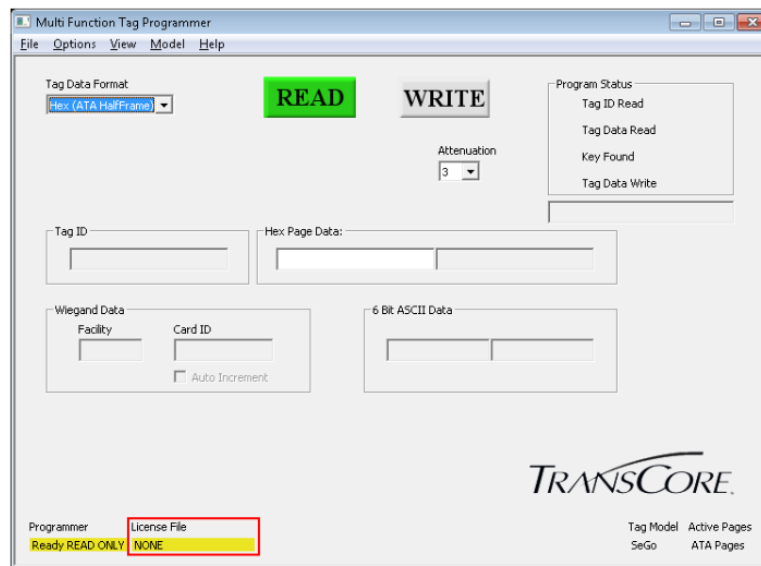 Multi Function Tag Programmer
File Options View Model Help
Tag Data Format
Hex (ATA HalfFrame)
READ
WRITE
Attenuation
3
Program Status
Tag ID Read
Tag Data Read
Key Found
Tag Data Write
Tag ID
Hex Page Data:
Wiegand Data
Facility Card ID
Auto Increment
6 Bit ASCII Data
TRANSCORE.
Programmer License File
Ready READ ONLY NONE
Tag Model Active Pages
SeGo ATA Pages